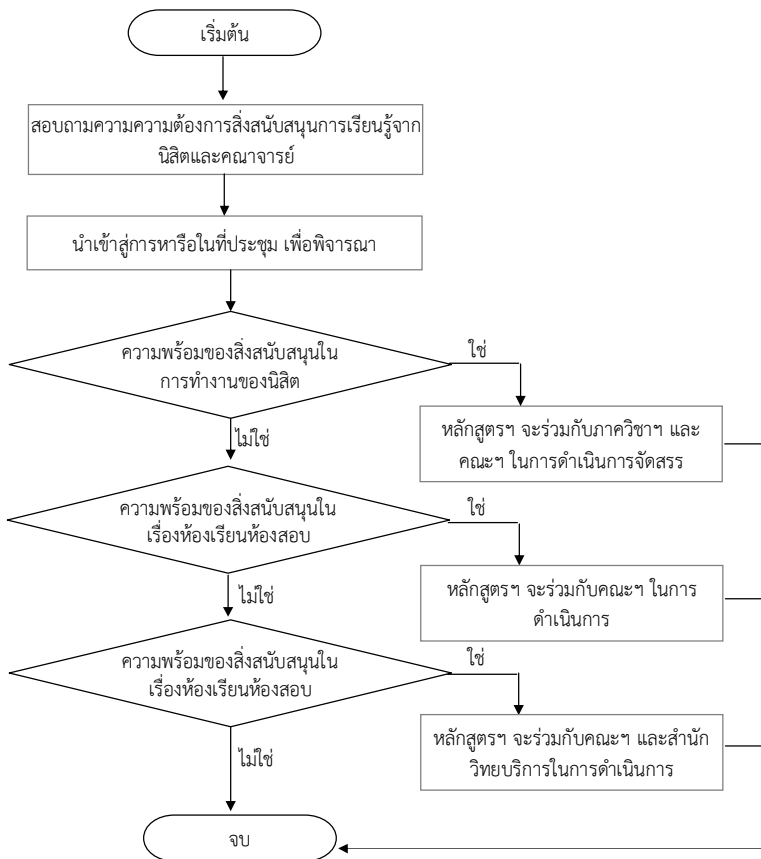 เริ่มต้น
สอบถามความความต้องการสิ่งสนับสนุนการเรียนรู้จาก
นิสิตและคณาจารย์
นำเข้าสู่การหารือในที่ประชุม เพื่อพิจารณา
ความพร้อมของสิ่งสนับสนุนใน
การทำงานของนิสิต
ใช่
หลักสูตรฯ จะร่วมกับภาควิชาฯ และ
คณะฯ ในการดำเนินการจัดสรร
ไม่ใช่
ความพร้อมของสิ่งสนับสนุนใน
เรื่องห้องเรียนห้องสอบ
ใช่
หลักสูตรฯ จะร่วมกับคณะฯ ในการ
ดำเนินการ
ไม่ใช่
ความพร้อมของสิ่งสนับสนุนใน
เรื่องห้องเรียนห้องสอบ
ใช่
หลักสูตรฯ จะร่วมกับคณะฯ และสำนัก
วิทยบริการในการดำเนินการ
ไม่ใช่
จบ